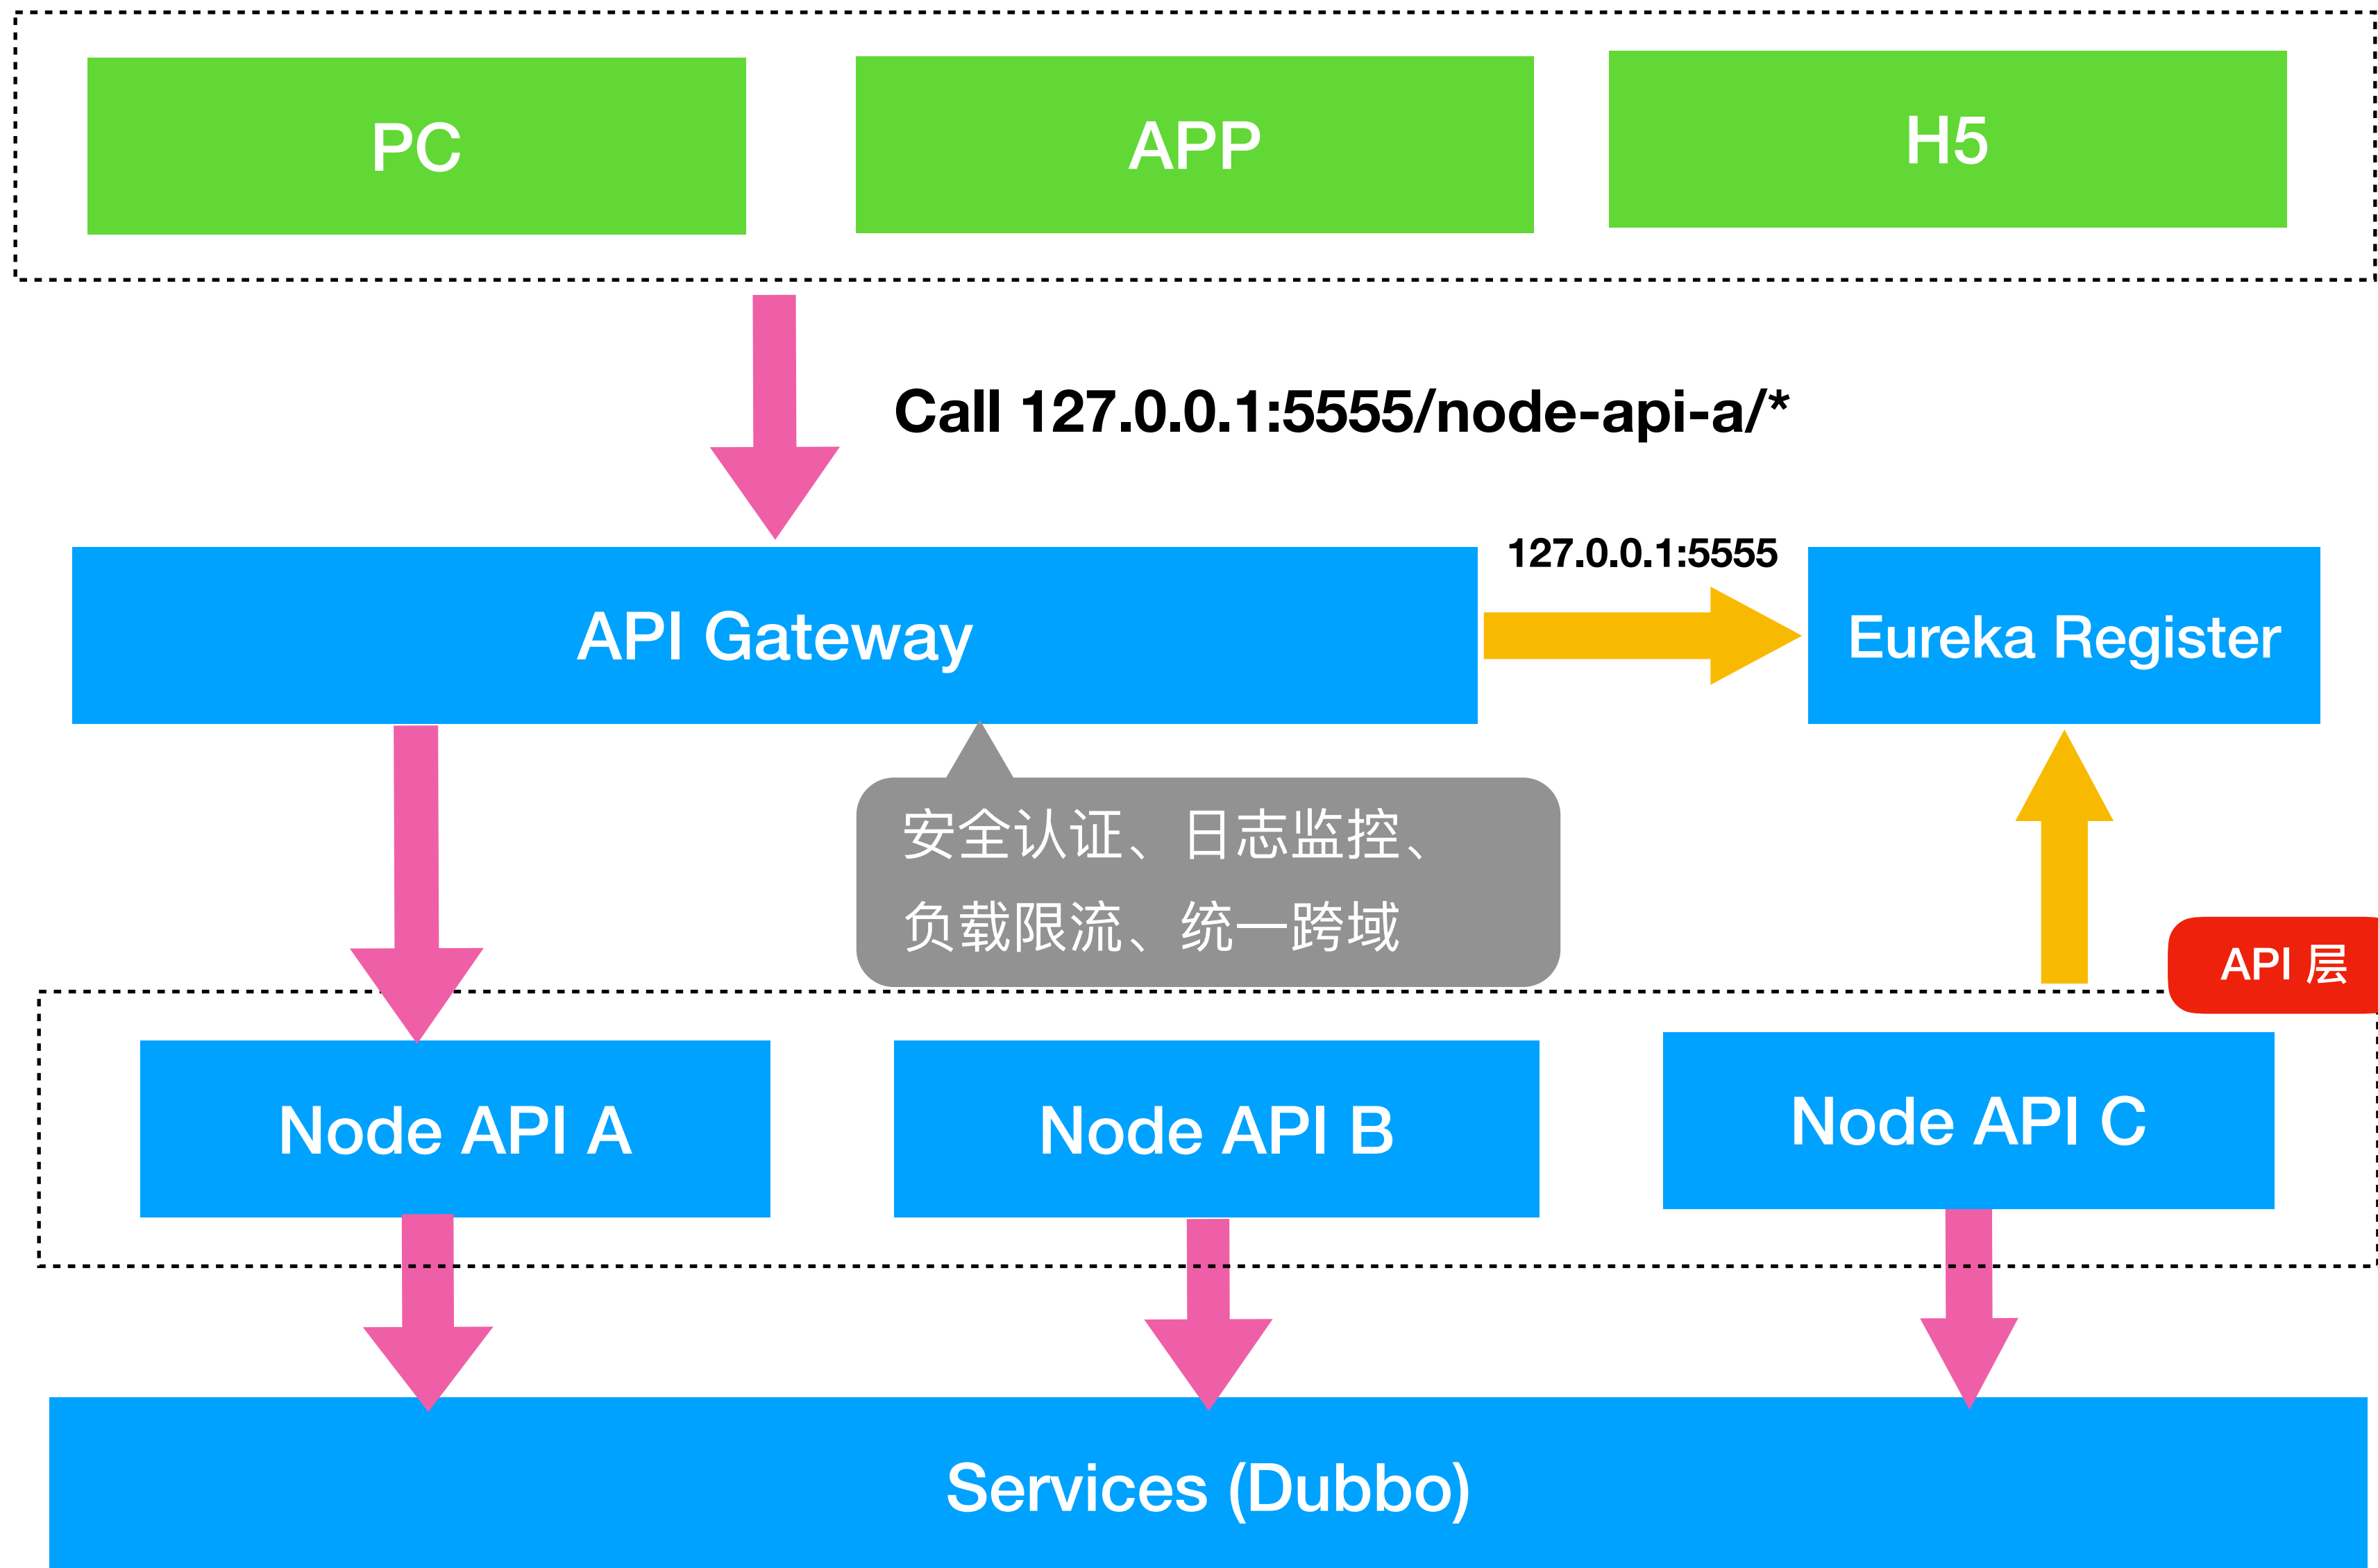 PC
APP
H5
Call 127.0.0.1:5555/node-api-a/*
127.0.0.1:5555
API Gateway
Eureka Register
安全认证、日志监控、
负载限流、统一跨域
API 层
Node API A
Node API B
Node API C
Services (Dubbo)